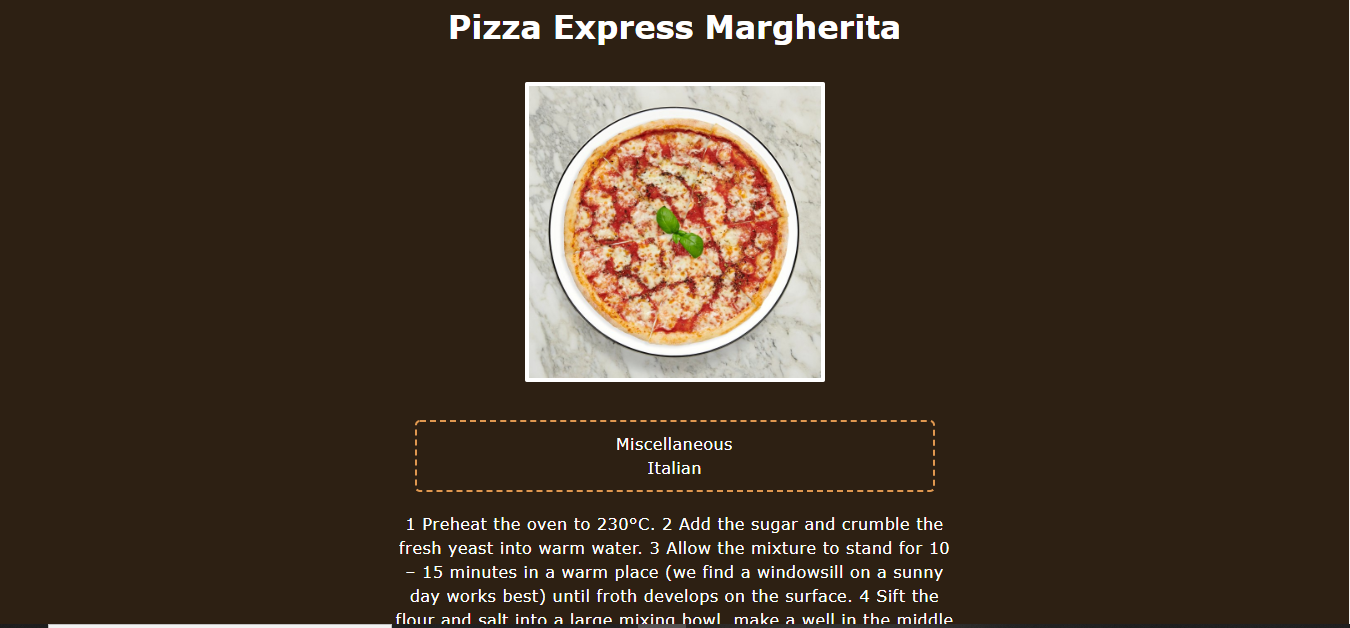 Pizza Express Margherita
Miscellaneous
Italian
1 Preheat the oven to 230°C. 2 Add the sugar and crumble the
fresh yeast into warm water. 3 Allow the mixture to stand for 10
– 15 minutes in a warm place (we find a windowsill on a sunny
day works best) until froth develops on the surface. 4 Sift the
flour and salt into a large mixing bowl, make a well in the middle